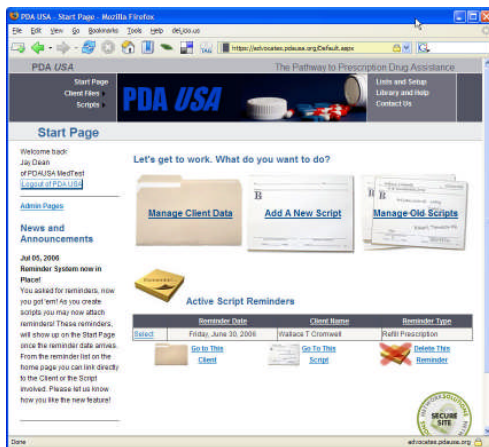 PDA USA - Start Page - Mozilla Firefox
File Edit View Go Bookmarks Tools Help del.icio.us
https://advocates.pdausa.org/Default.aspx
PDA USA
The Pathway to Prescription Drug Assistance
Start Page
Client Files
Scripts
PDA USA
Lists and Setup
Library and Help
Contact Us
Start Page
Welcome back
Jay Dean
of PDAUSA MedTest
Logout of PDA USA
Admin Pages
News and
Announcements
Jul 05, 2006
Reminder System now in
Place!
You asked for reminders, now
you got 'em! As you create
scripts you may now attach
reminders! These reminders,
will show up on the Start Page
once the reminder date arrives.
From the reminder list on the
home page you can link directly
to the Client or the Script
involved. Please let us know
how you like the new feature!
Let's get to work. What do you want to do?
Manage Client Data
Add A New Script
Manage Old Scripts
Active Script Reminders
Reminder Date Client Name Reminder Type
Select Friday, June 30, 2006 Wallace T Cromwell Refill Prescription
Go to This
Client
Go To This
Script
Delete This
Reminder
NETWORK SOLUTIONS
SECURE
SITE
Done
advocates.pdausa.org